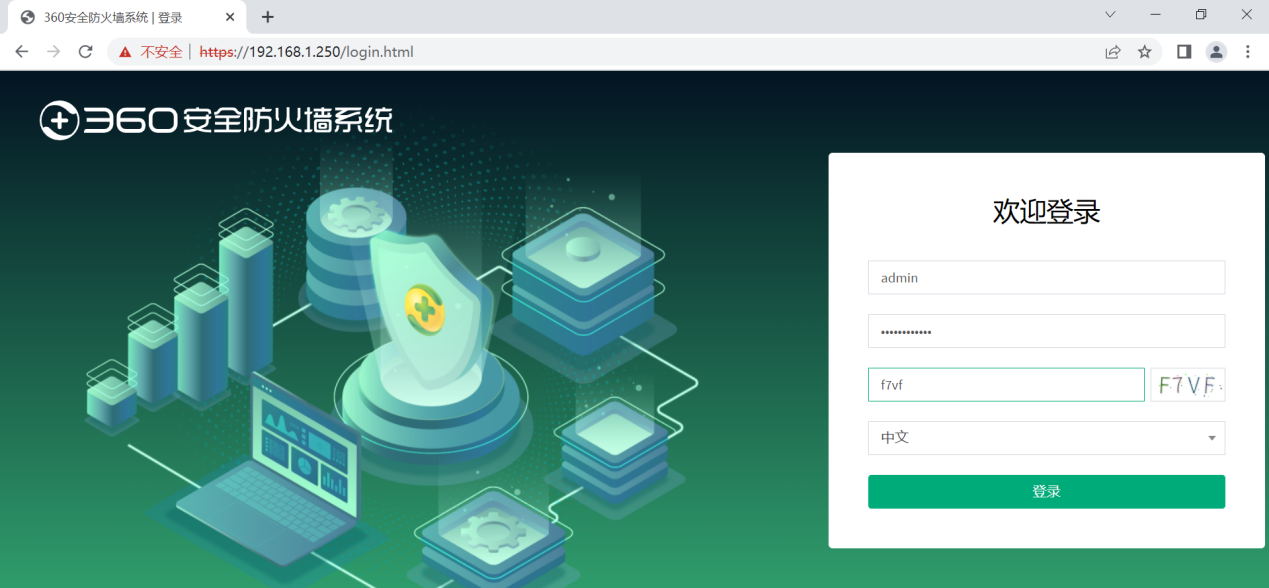 360安全防火墙系统 | 登录
不安全 | https://192.168.1.250/login.html
360安全防火墙系统
欢迎登录
admin
••••••••••••
f7vf
F7VF
中文
登录